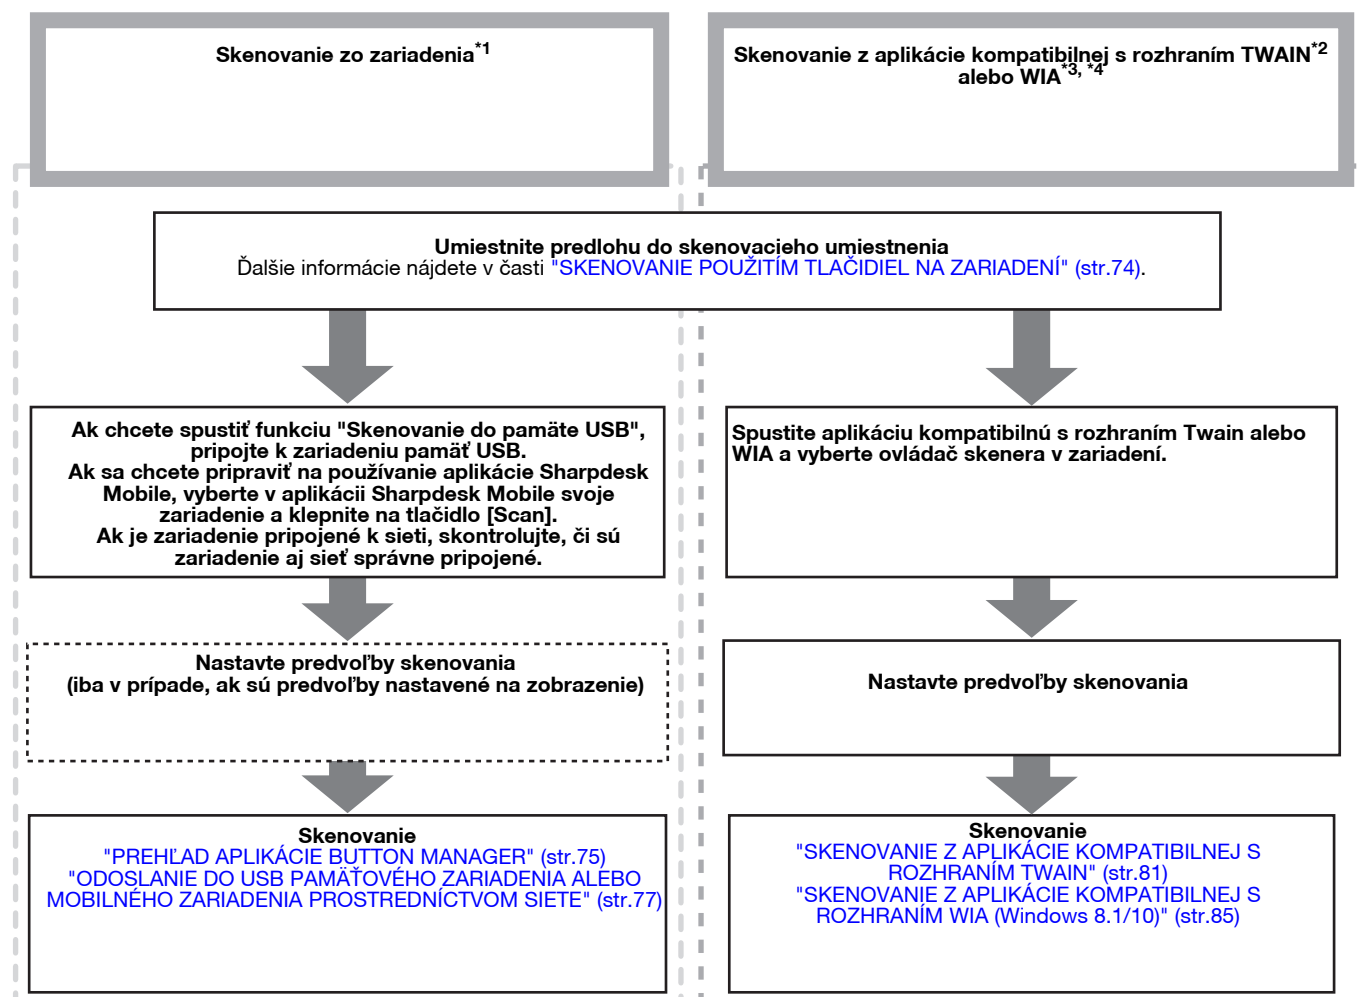 Skenovanie zo zariadenia*1
Skenovanie z aplikácie kompatibilnej s rozhraním TWAIN*2
alebo WIA*3, *4
Umiestnite predlohu do skenovacieho umiestnenia
Ďalšie informácie nájdete v časti "SKENOVANIE POUŽITÍM TLAČIDIEL NA ZARIADENÍ" (str.74).
Ak chcete spustiť funkciu "Skenovanie do pamäte USB",
pripojte k zariadeniu pamäť USB.
Ak sa chcete pripraviť na používanie aplikácie Sharpdesk
Mobile, vyberte v aplikácii Sharpdesk Mobile svoje
zariadenie a klepnite na tlačidlo [Scan].
Ak je zariadenie pripojené k sieti, skontrolujte, či sú
zariadenie aj sieť správne pripojené.
Spustite aplikáciu kompatibilnú s rozhraním Twain alebo
WIA a vyberte ovládač skenera v zariadení.
Nastavte predvoľby skenovania
(iba v prípade, ak sú predvoľby nastavené na zobrazenie)
Nastavte predvoľby skenovania
Skenovanie
"PREHĽAD APLIKÁCIE BUTTON MANAGER" (str.75)
"ODOSLANIE DO USB PAMÄŤOVÉHO ZARIADENIA ALEBO
MOBILNÉHO ZARIADENIA PROSTREDNÍCTVOM SIETE" (str.77)
Skenovanie
"SKENOVANIE Z APLIKÁCIE KOMPATIBILNEJ S
ROZHRANÍM TWAIN" (str.81)
"SKENOVANIE Z APLIKÁCIE KOMPATIBILNEJ S
ROZHRANÍM WIA (Windows 8.1/10)" (str.85)